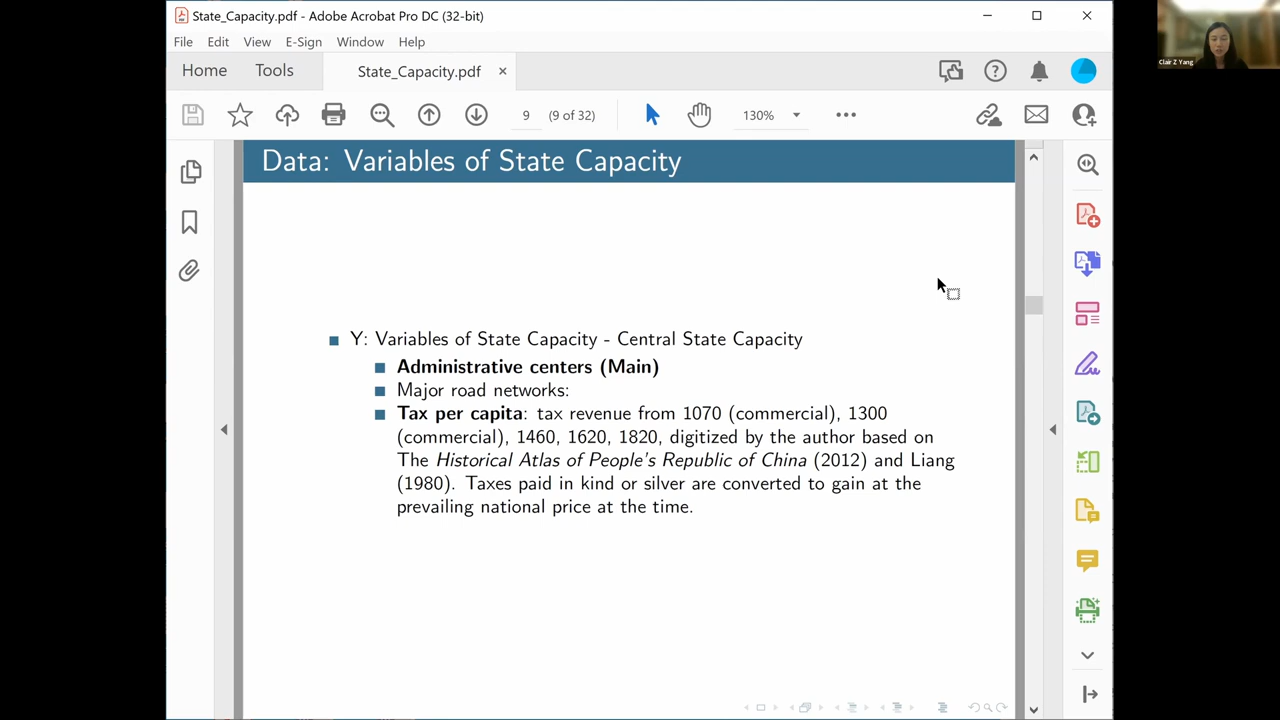 State_Capacity.pdf - Adobe Acrobat Pro DC (32-bit)
File Edit View E-Sign Window Help
Home Tools State_Capacity.pdf ×
9 (9 of 32) 130%
Clair Z Yang
Data: Variables of State Capacity
Y: Variables of State Capacity - Central State Capacity
Administrative centers (Main)
Major road networks:
Tax per capita: tax revenue from 1070 (commercial), 1300
(commercial), 1460, 1620, 1820, digitized by the author based on
The Historical Atlas of People's Republic of China (2012) and Liang
(1980). Taxes paid in kind or silver are converted to gain at the
prevailing national price at the time.